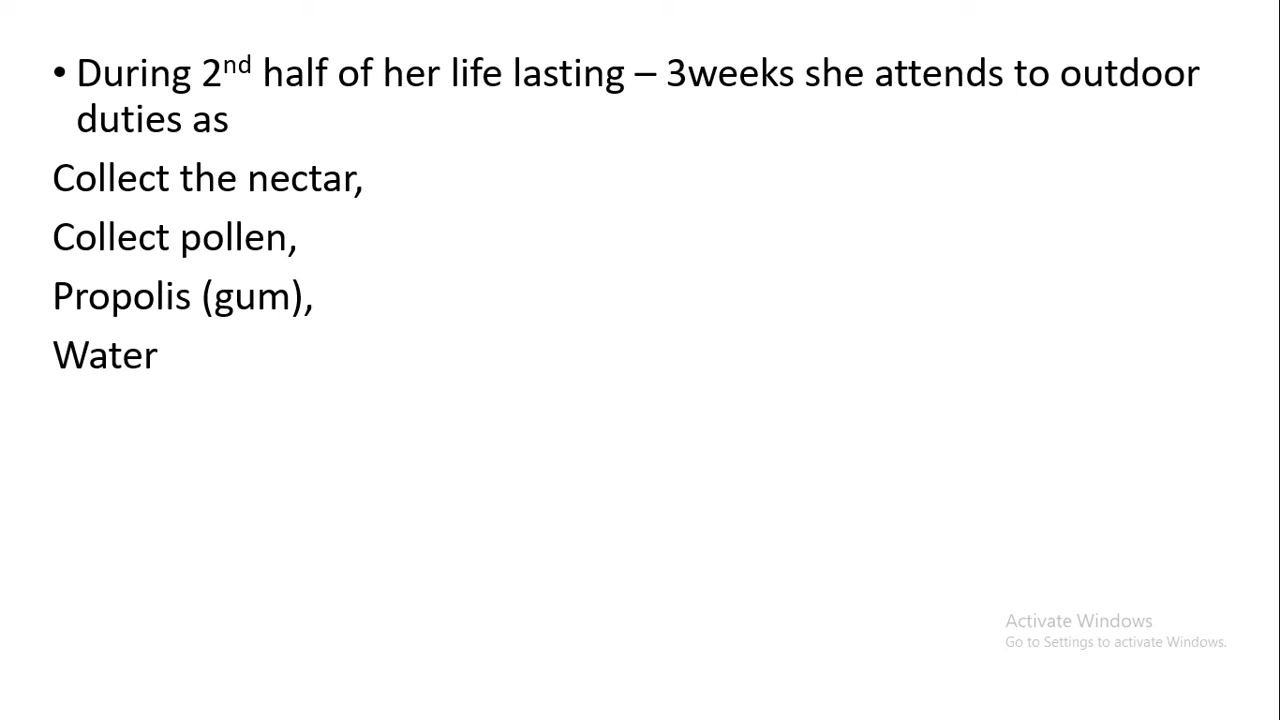 • During 2nd half of her life lasting – 3weeks she attends to outdoor
duties as
Collect the nectar,
Collect pollen,
Propolis (gum),
Water
Activate Windows
Go to Settings to activate Windows.